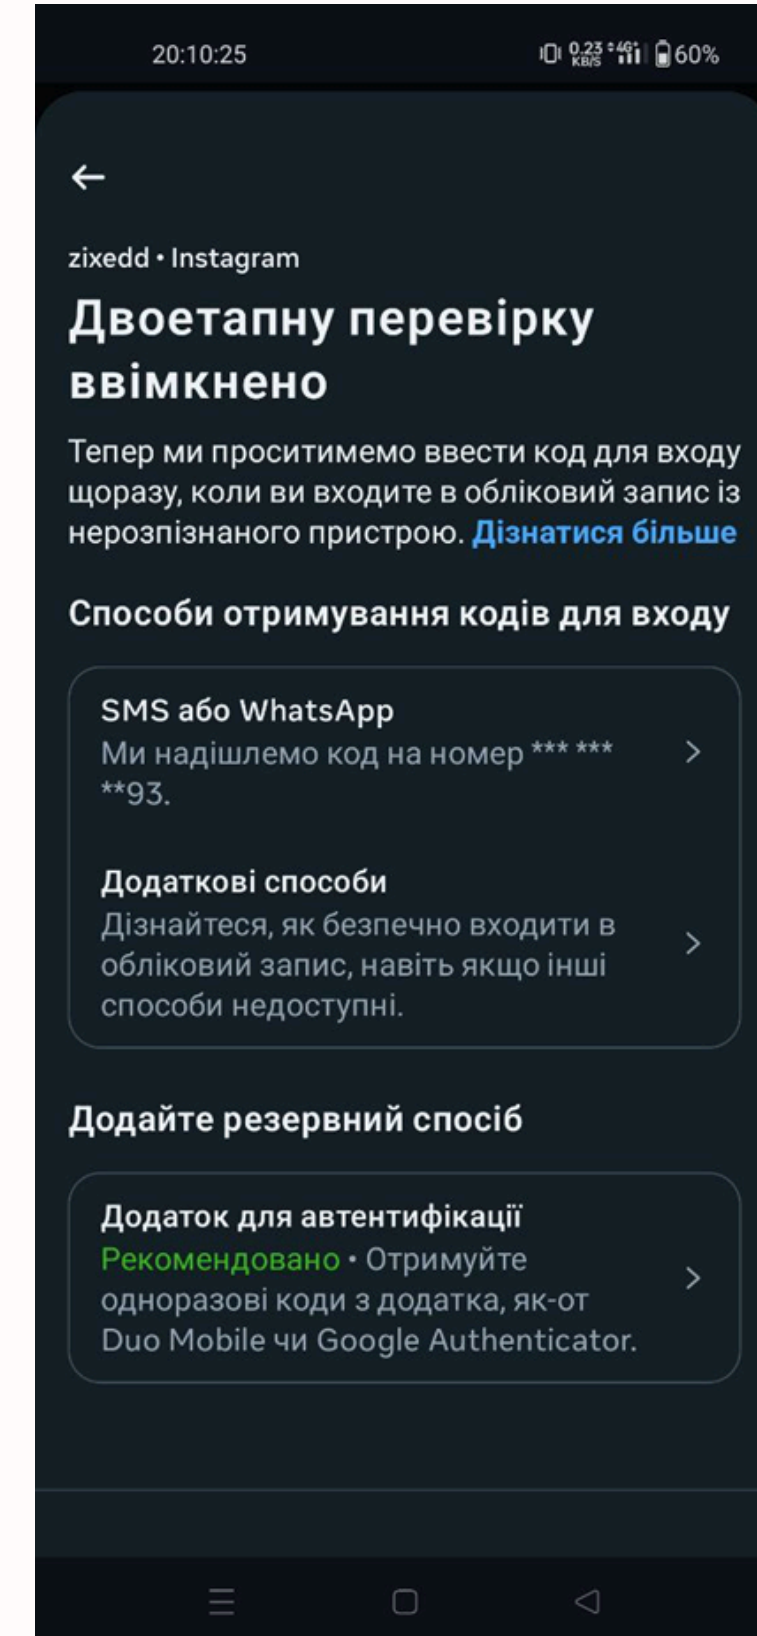 20:10:25
0.23 KB/S 4G+ 60%
zixedd • Instagram
Двоетапну перевірку
ввімкнено
Тепер ми проситимемо ввести код для входу
щоразу, коли ви входите в обліковий запис із
нерозпізнаного пристрою. Дізнатися більше
Способи отримування кодів для входу
SMS або WhatsApp
Ми надішлемо код на номер *** ***
**93.
Додаткові способи
Дізнайтеся, як безпечно входити в
обліковий запис, навіть якщо інші
способи недоступні.
Додайте резервний спосіб
Додаток для автентифікації
Рекомендовано • Отримуйте
одноразові коди з додатка, як-от
Duo Mobile чи Google Authenticator.